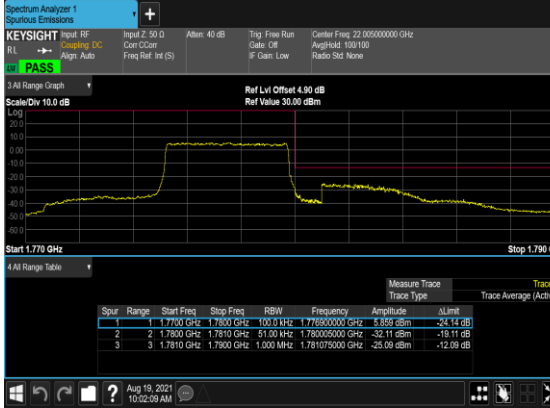 Spectrum Analyzer 1
Spurious Emissions
+
KEYSIGHT Input: RF Input Z: 50 Ω Atten: 40 dB Trig: Free Run Center Freq: 22.005000000 GHz
RL Coupling: DC Corr CCorr Gate: Off Avg|Hold: 100/100
Align: Auto Freq Ref: Int (S) IF Gain: Low Radio Std: None
PASS
3 All Range Graph
Ref Lvl Offset 4.90 dB
Scale/Div 10.0 dB Ref Value 30.00 dBm
Log
20.0
10.0
0.00
-10.0
-20.0
-30.0
-40.0
-50.0
-60.0
Start 1.770 GHz Stop 1.790
4 All Range Table
Measure Trace Trace
Trace Type Trace Average (Acti
Spur Range Start Freq Stop Freq RBW Frequency Amplitude ΔLimit
1 1 1.7700 GHz 1.7800 GHz 100.0 kHz 1.776900000 GHz 5.859 dBm -24.14 dB
2 2 1.7800 GHz 1.7810 GHz 51.00 kHz 1.780005000 GHz -32.11 dBm -19.11 dB
3 3 1.7810 GHz 1.7900 GHz 1.000 MHz 1.781075000 GHz -25.09 dBm -12.09 dB
? Aug 19, 2021
10:02:09 AM